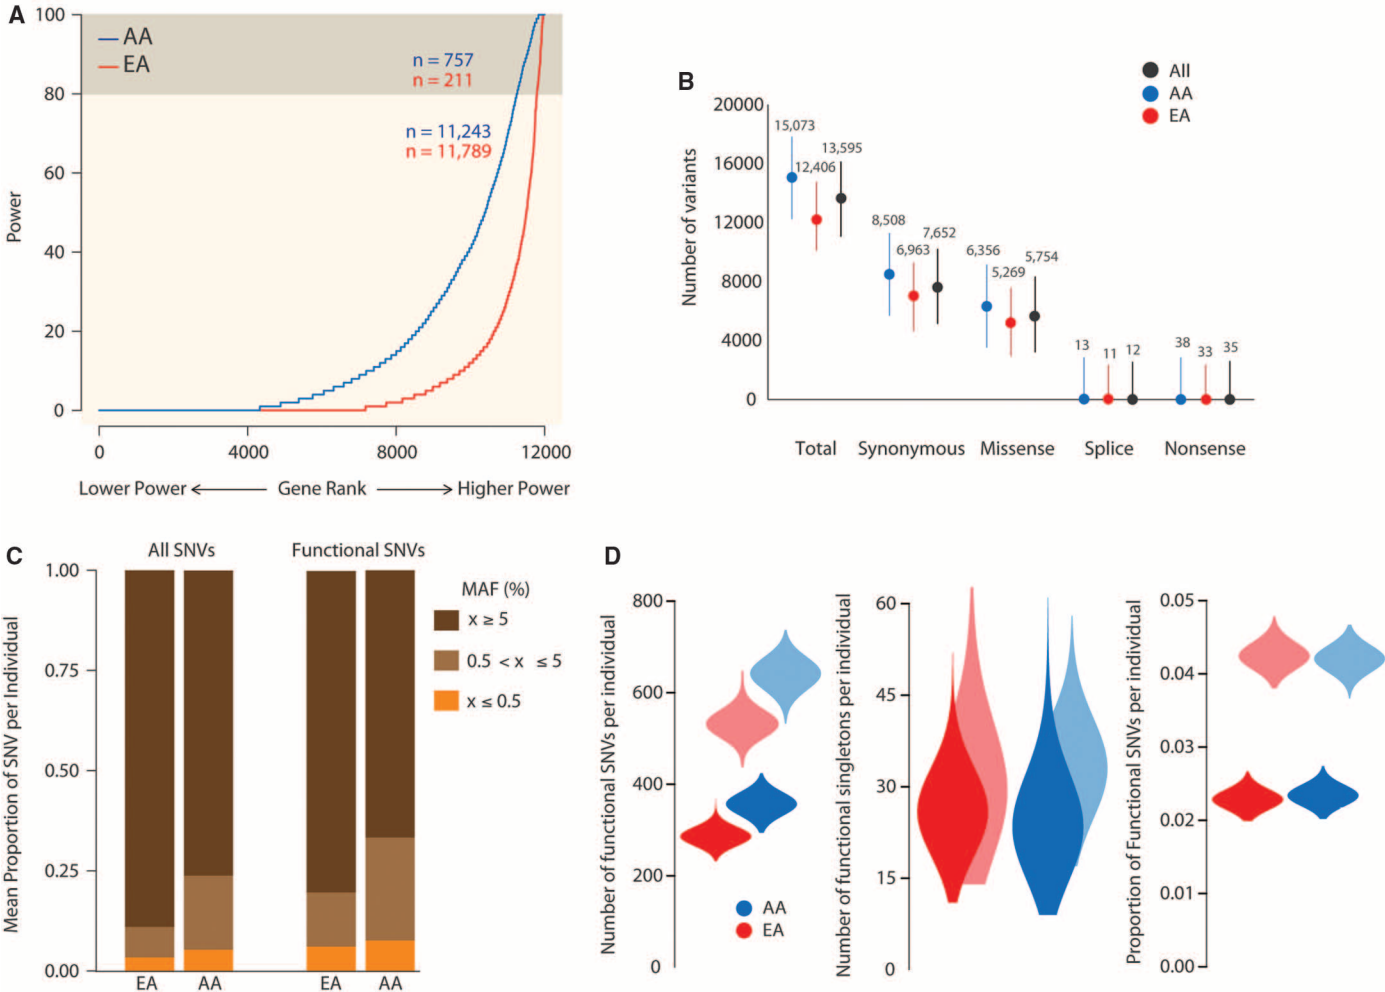 A
100
80
60
40
20
0
Power
AA
EA
n = 757
n = 211
n = 11,243
n = 11,789
0 4000 8000 12000
Lower Power Gene Rank Higher Power
B
All
AA
EA
20000
16000
12000
8000
4000
0
Number of variants
15,073
12,406
13,595
8,508
6,963
7,652
6,356
5,269
5,754
13
11
12
38
33
35
Total Synonymous Missense Splice Nonsense
C
All SNVs Functional SNVs
1.00
0.75
0.50
0.25
0.00
Mean Proportion of SNV per Individual
EA AA EA AA
MAF (%)
x ≥ 5
0.5 < x ≤ 5
x ≤ 0.5
D
800
600
400
200
0
Number of functional SNVs per individual
AA
EA
60
45
30
15
0
Number of functional singletons per individual
0.05
0.04
0.03
0.02
0.01
0.00
Proportion of Functional SNVs per individual